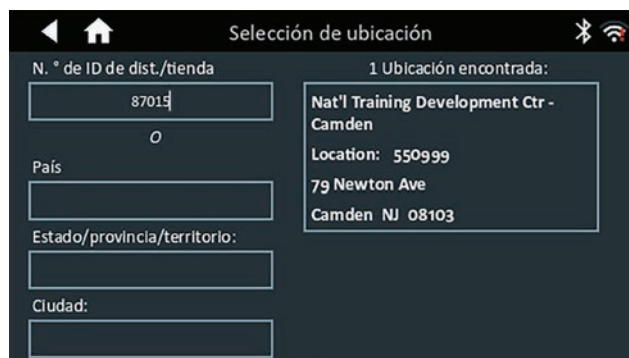 Selección de ubicación
N. ° de ID de dist./tienda
87015
O
País
Estado/provincia/territorio:
Ciudad:
1 Ubicación encontrada:
Nat'l Training Development Ctr -
Camden
Location: 550999
79 Newton Ave
Camden NJ 08103